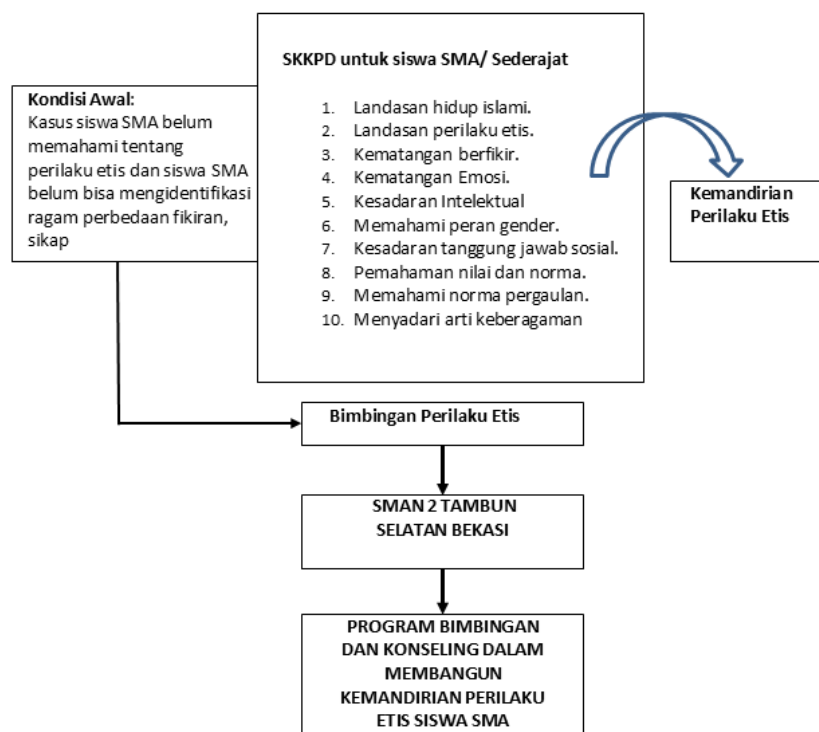 Kondisi Awal:
Kasus siswa SMA belum
memahami tentang
perilaku etis dan siswa SMA
belum bisa mengidentifikasi
ragam perbedaan fikiran,
sikap
SKKPD untuk siswa SMA/ Sederajat
1. Landasan hidup islami.
2. Landasan perilaku etis.
3. Kematangan berfikir.
4. Kematangan Emosi.
5. Kesadaran Intelektual
6. Memahami peran gender.
7. Kesadaran tanggung jawab sosial.
8. Pemahaman nilai dan norma.
9. Memahami norma pergaulan.
10. Menyadari arti keberagaman
Kemandirian
Perilaku Etis
Bimbingan Perilaku Etis
SMAN 2 TAMBUN
SELATAN BEKASI
PROGRAM BIMBINGAN
DAN KONSELING DALAM
MEMBANGUN
KEMANDIRIAN PERILAKU
ETIS SISWA SMA